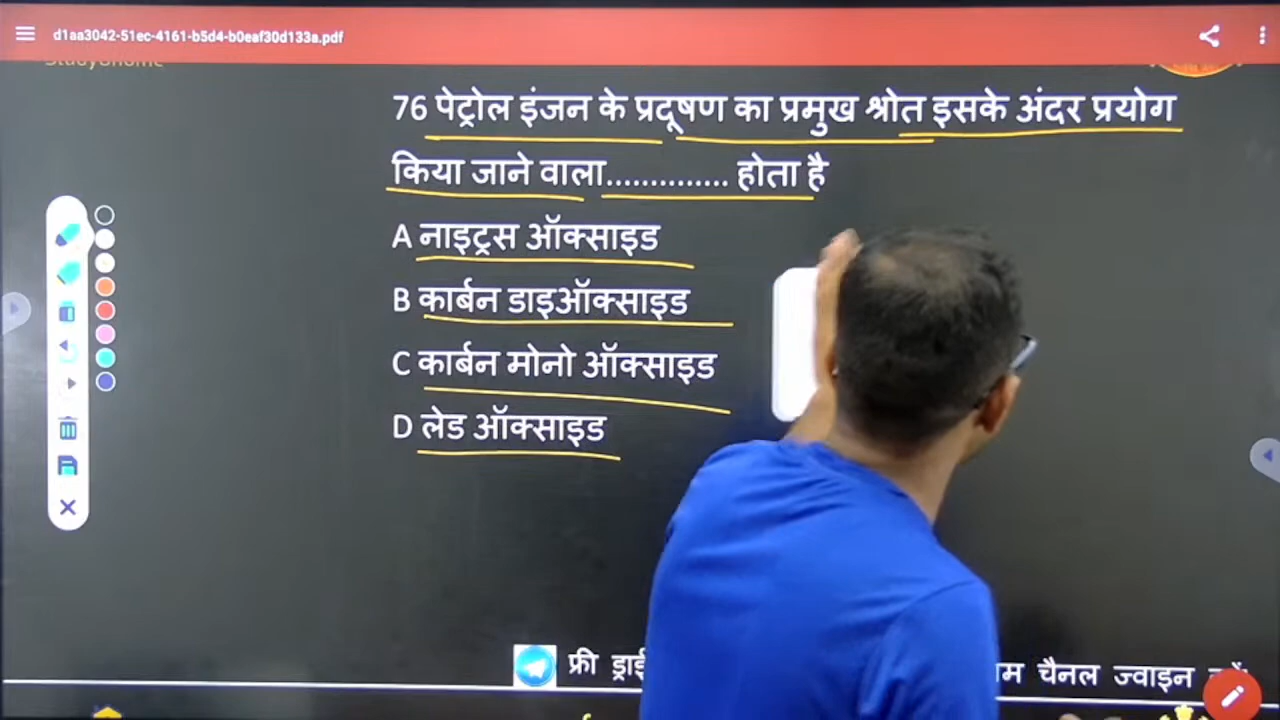 d1aa3042-51ec-4161-b5d4-b0eaf30d133a.pdf
76 पेट्रोल इंजन के प्रदूषण का प्रमुख श्रोत इसके अंदर प्रयोग
किया जाने वाला.............. होता है
A नाइट्रस ऑक्साइड
B कार्बन डाइऑक्साइड
C कार्बन मोनो ऑक्साइड
D लेड ऑक्साइड
फ्री चैनल ज्वाइन